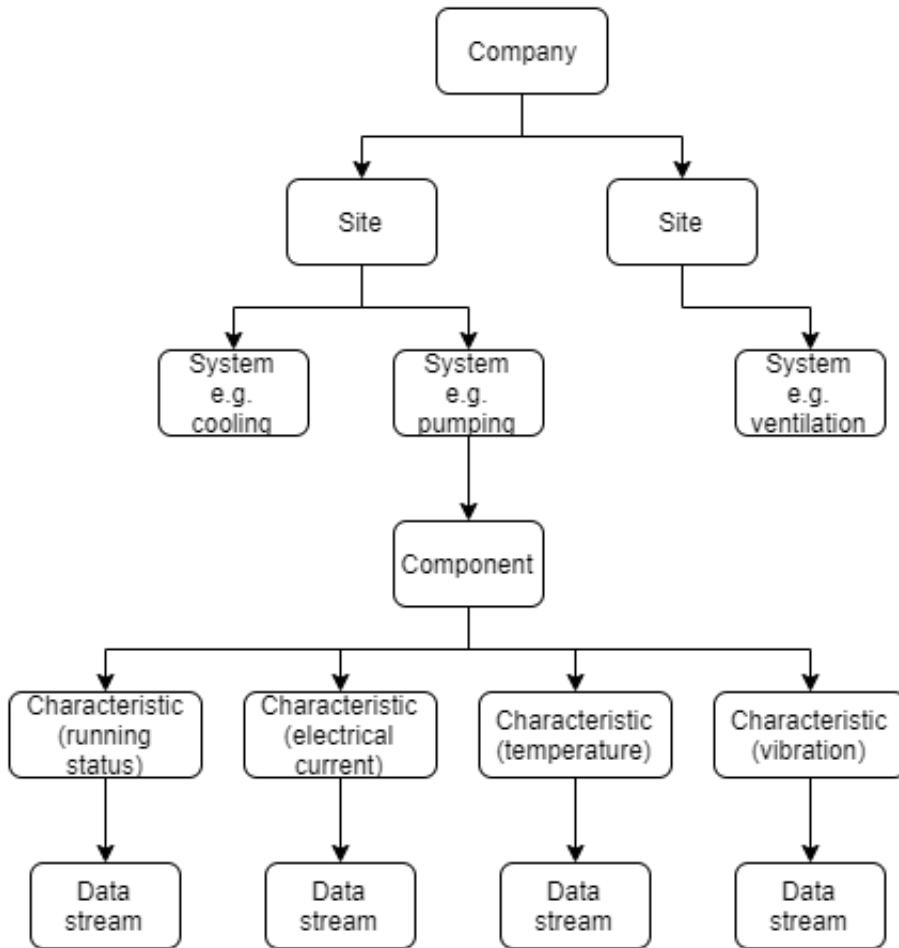 Company
Site
Site
System
e.g.
cooling
System
e.g.
pumping
System
e.g.
ventilation
Component
Characteristic
(running
status)
Characteristic
(electrical
current)
Characteristic
(temperature)
Characteristic
(vibration)
Data
stream
Data
stream
Data
stream
Data
stream